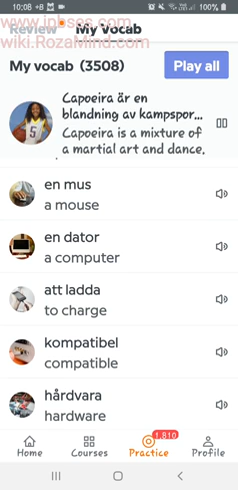 10:08
100%
www.ipbses.com
Review
My Vocab
wiki.RozaMind.com
My vocab (3508)
Play all
Capoeira är en
blandning av kampspor...
Capoeira is a mixture of
a martial art and dance.
en mus
a mouse
en dator
a computer
att ladda
to charge
kompatibel
compatible
hårdvara
hardware
1,810
Home
Courses
Practice
Profile